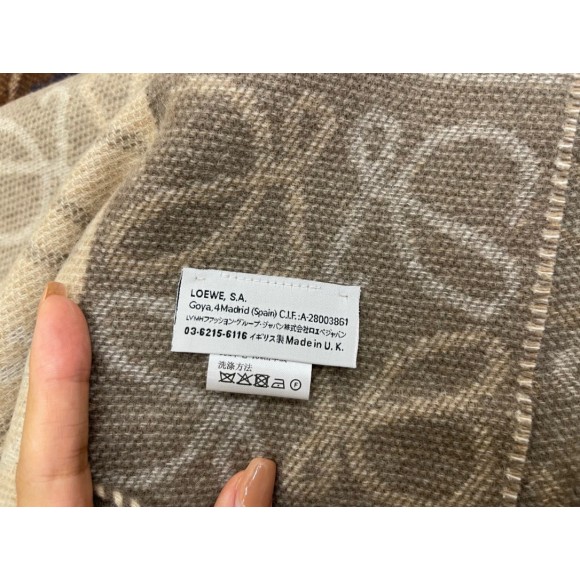 LOEWE, S.A.
Goya, 4 Madrid (Spain) C.I.F.: A-28003861
LVMHファッション・グループ・ジャパン株式会社ロエベジャパン
03-6215-6116 イギリス製 Made in U. K.
洗涤方法
F